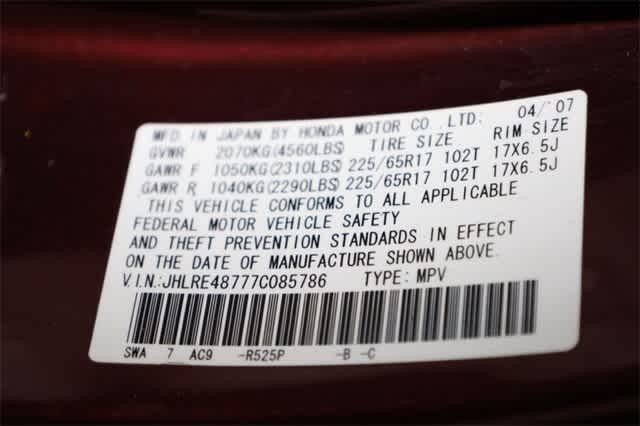 MFD IN JAPAN BY HONDA MOTOR CO.,LTD: 04/'07
GVWR 2070KG(4560LBS) TIRE SIZE RIM SIZE
GAWR F 1050KG(2310LBS) 225/65R17 102T 17X6.5J
GAWR R 1040KG(2290LBS) 225/65R17 102T 17X6.5J
THIS VEHICLE CONFORMS TO ALL APPLICABLE
FEDERAL MOTOR VEHICLE SAFETY
AND THEFT PREVENTION STANDARDS IN EFFECT
ON THE DATE OF MANUFACTURE SHOWN ABOVE.
V.I.N:JHLRE48777C085786 TYPE: MPV
SWA 7 AC9 -R525P -B -C